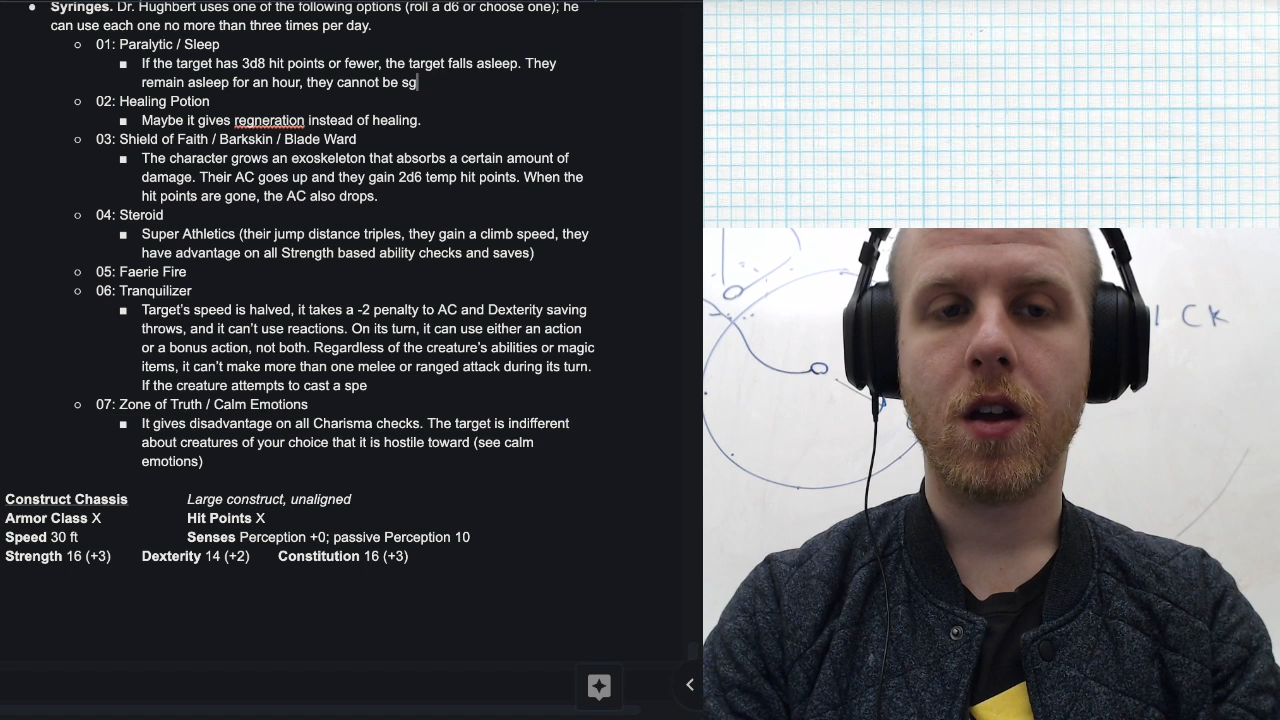 Syringes. Dr. Hughbert uses one of the following options (roll a d6 or choose one); he
can use each one no more than three times per day.
01: Paralytic / Sleep
If the target has 3d8 hit points or fewer, the target falls asleep. They
remain asleep for an hour, they cannot be sg
02: Healing Potion
Maybe it gives regneration instead of healing.
03: Shield of Faith / Barkskin / Blade Ward
The character grows an exoskeleton that absorbs a certain amount of
damage. Their AC goes up and they gain 2d6 temp hit points. When the
hit points are gone, the AC also drops.
04: Steroid
Super Athletics (their jump distance triples, they gain a climb speed, they
have advantage on all Strength based ability checks and saves)
05: Faerie Fire
06: Tranquilizer
Target's speed is halved, it takes a -2 penalty to AC and Dexterity saving
throws, and it can't use reactions. On its turn, it can use either an action
or a bonus action, not both. Regardless of the creature's abilities or magic
items, it can't make more than one melee or ranged attack during its turn.
If the creature attempts to cast a spe
07: Zone of Truth / Calm Emotions
It gives disadvantage on all Charisma checks. The target is indifferent
about creatures of your choice that it is hostile toward (see calm
emotions)
Construct Chassis Large construct, unaligned
Armor Class X Hit Points X
Speed 30 ft Senses Perception +0; passive Perception 10
Strength 16 (+3) Dexterity 14 (+2) Constitution 16 (+3)